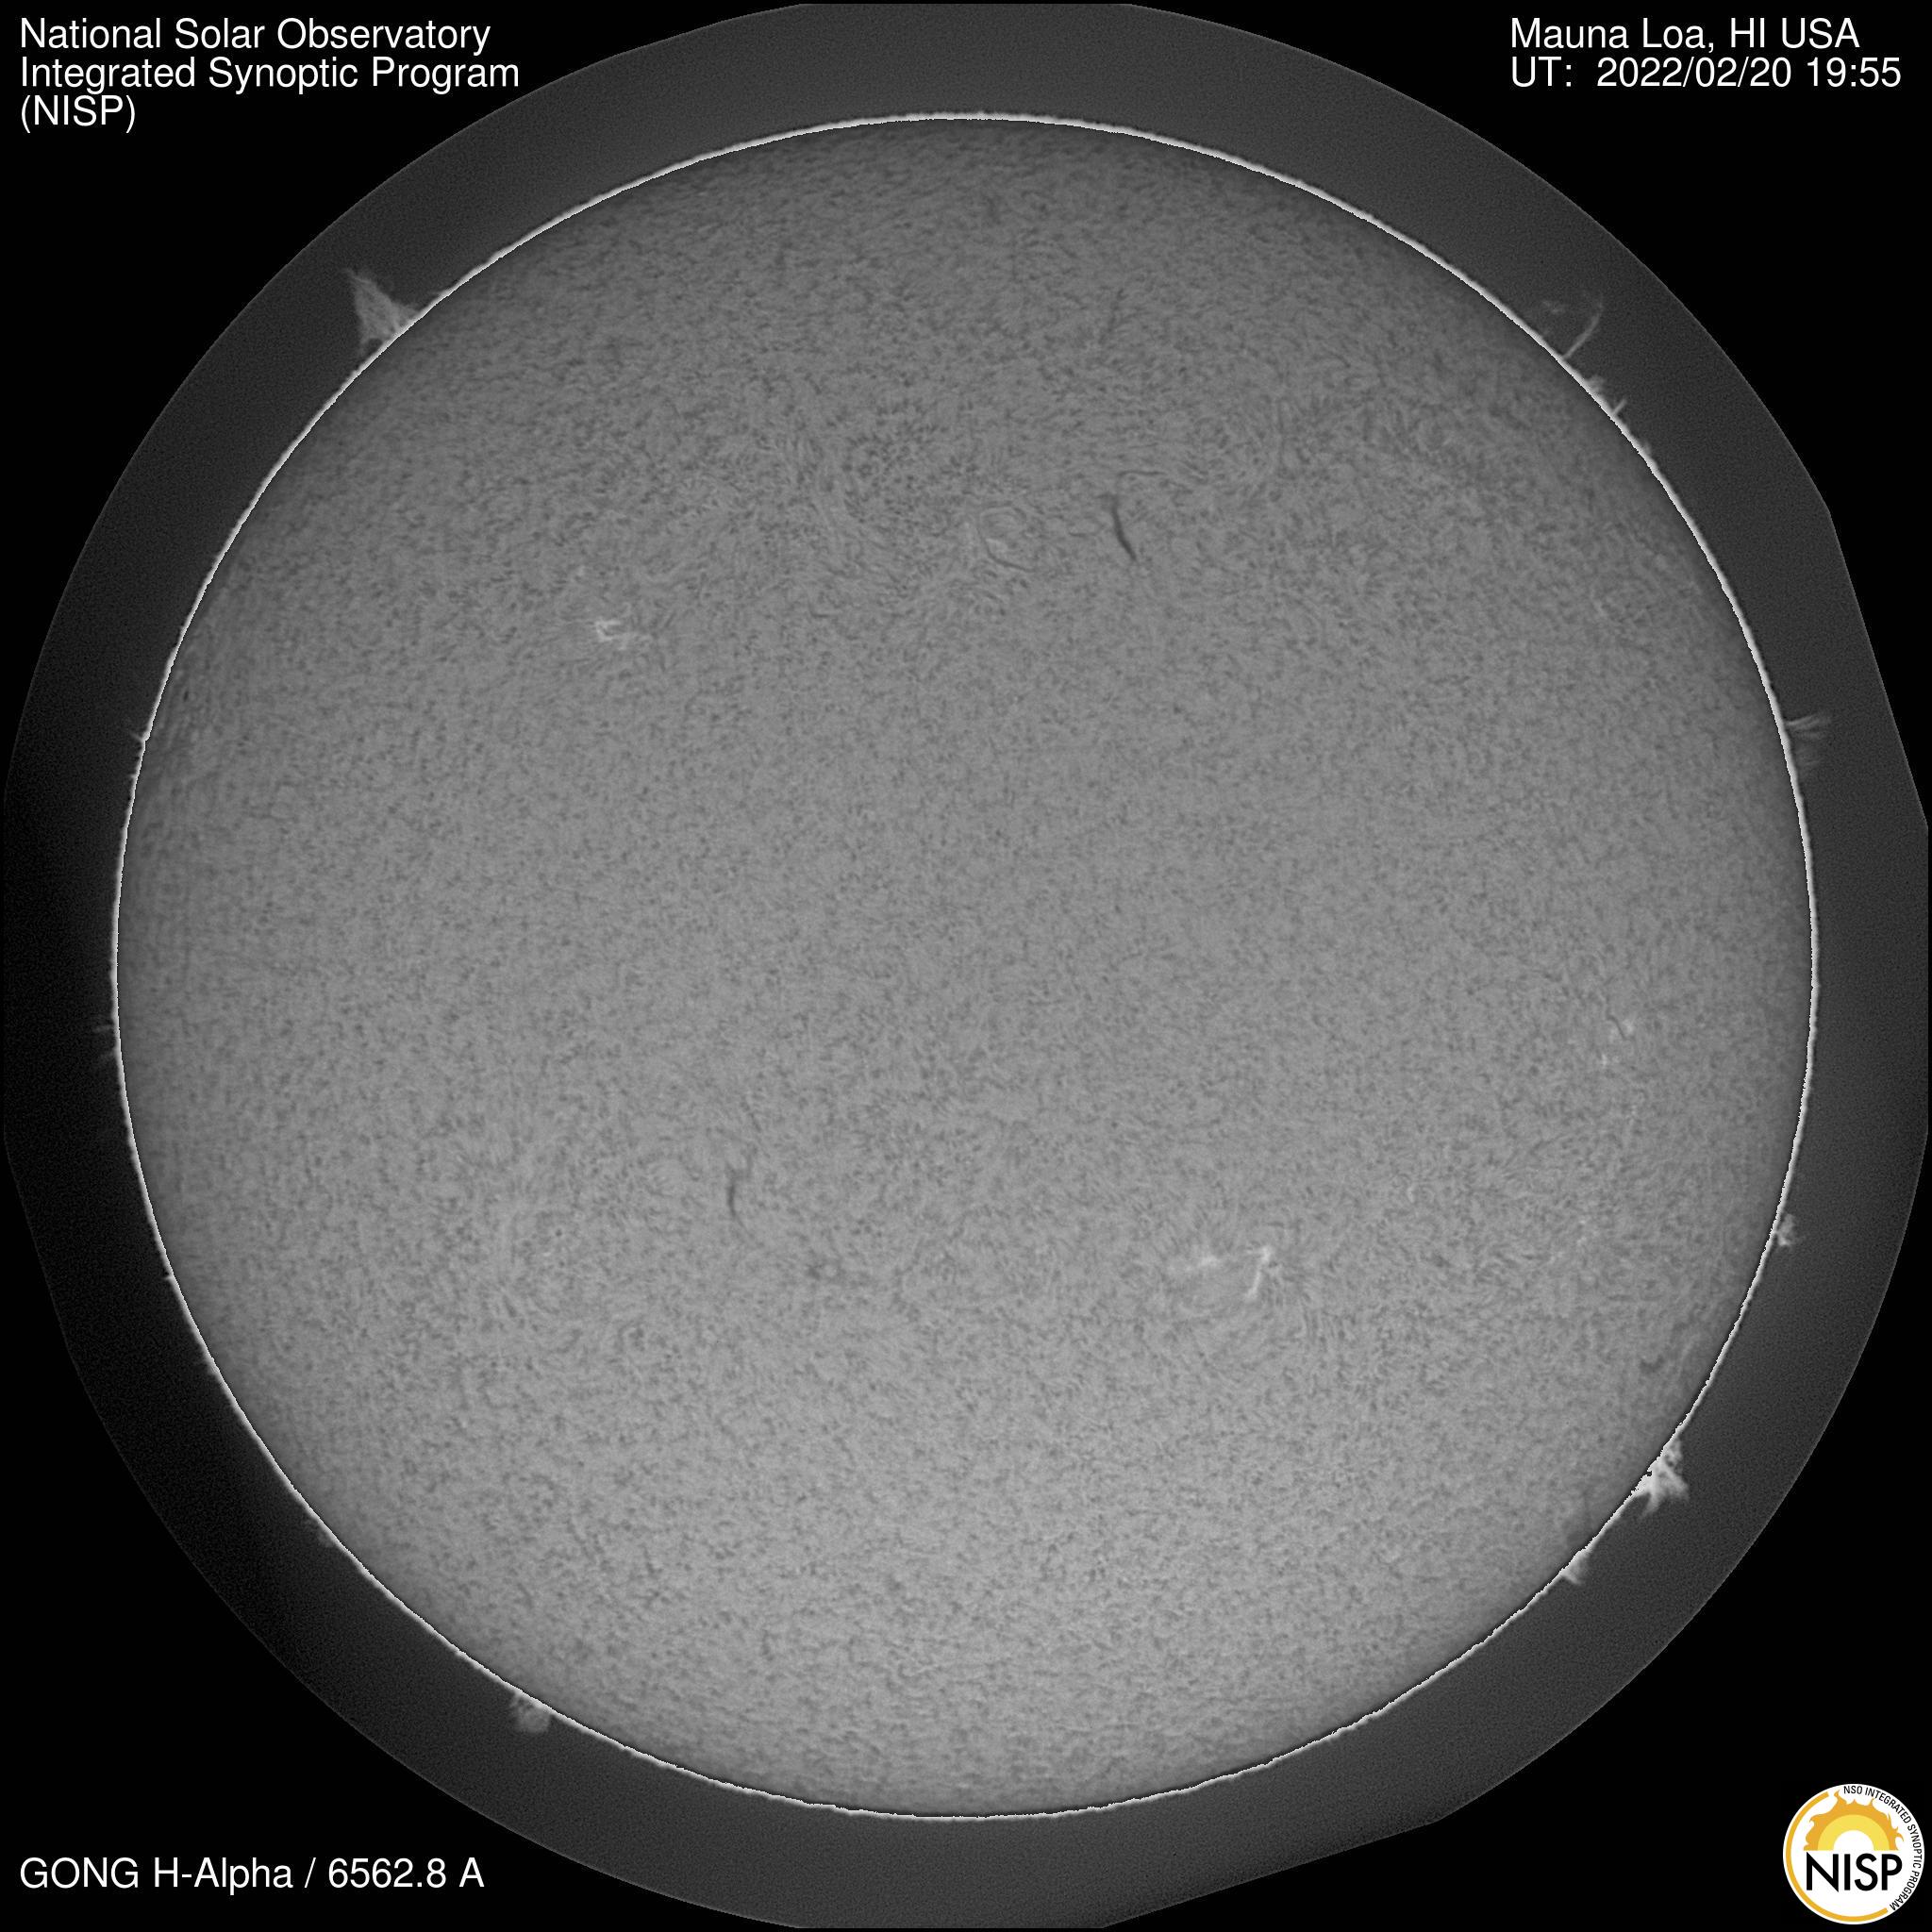 National Solar Observatory
Integrated Synoptic Program
(NISP)
Mauna Loa, HI USA
UT: 2022/02/20 19:55
GONG H-Alpha / 6562.8 A
NSO INTEGRATED SYNOPTIC PROGRAM
NISP